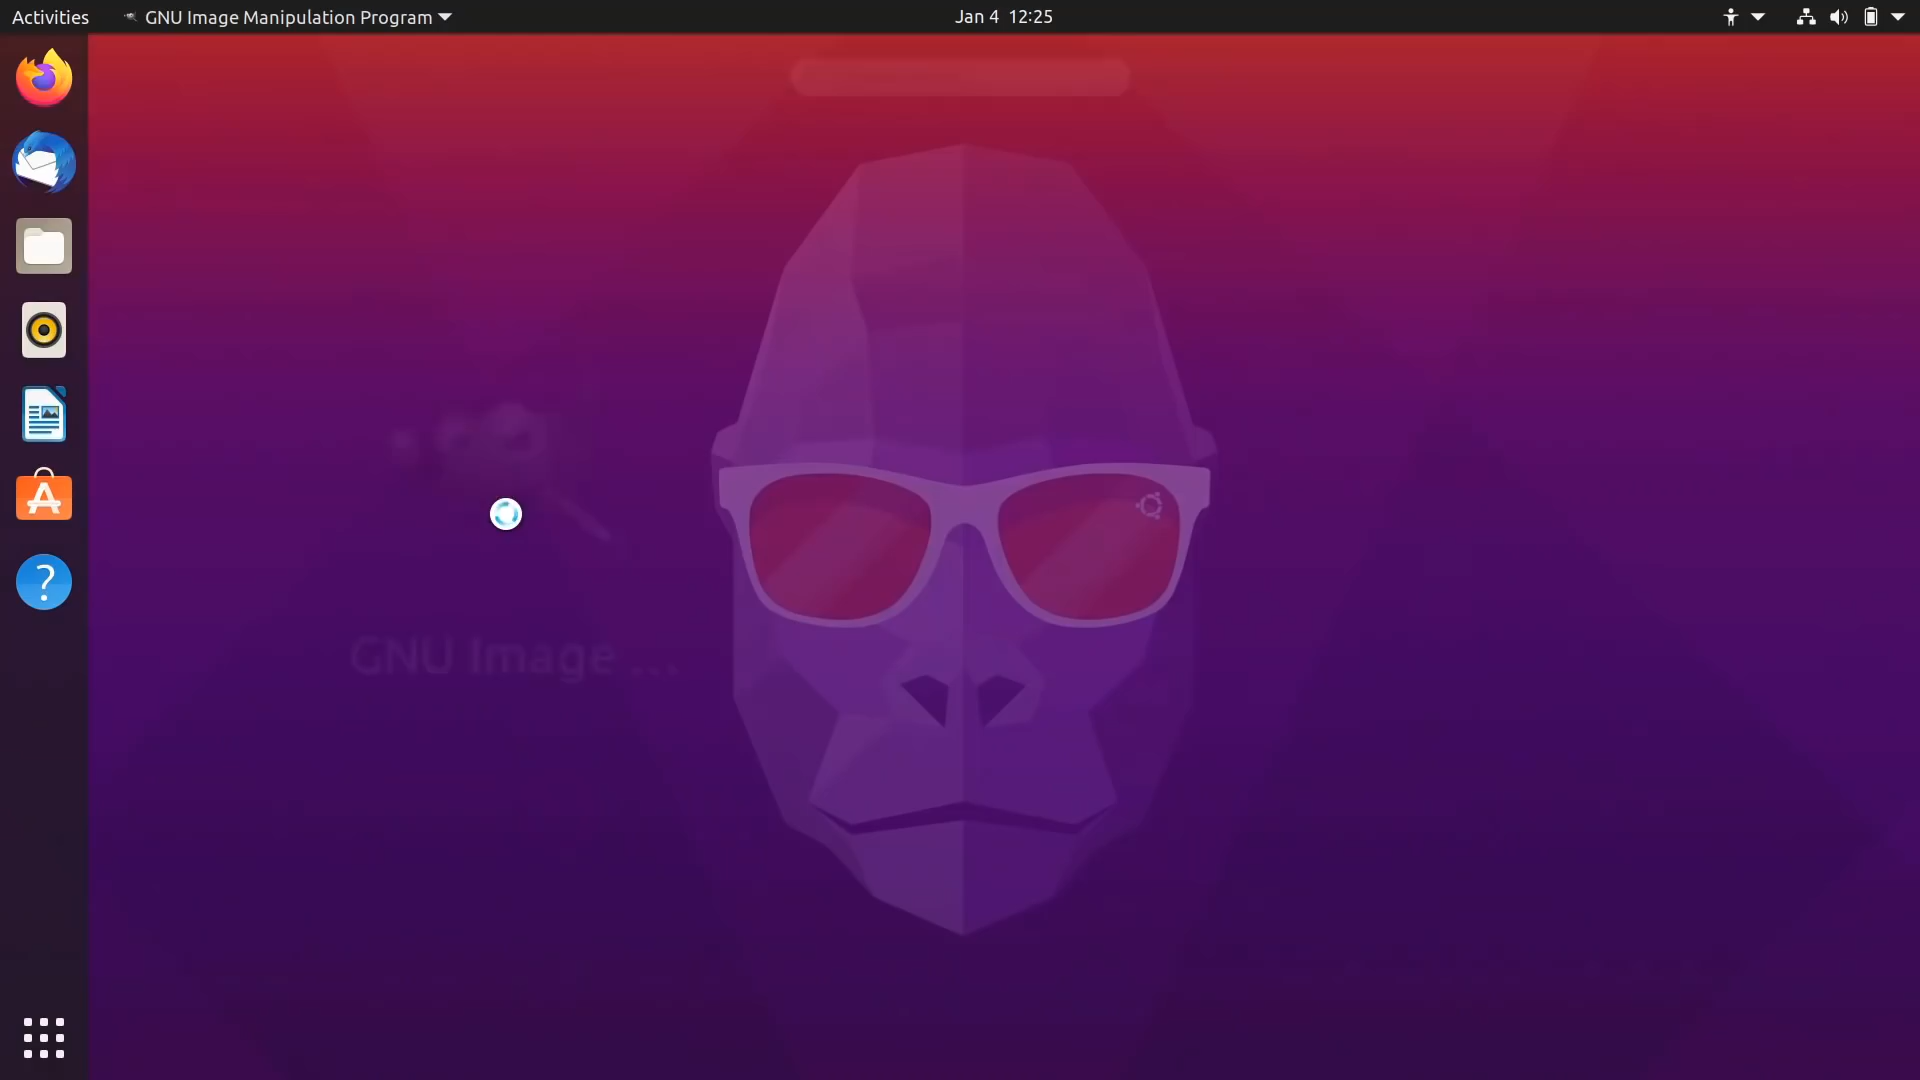 Activities
GNU Image Manipulation Program
Jan 4 12:25
GNU Image ...